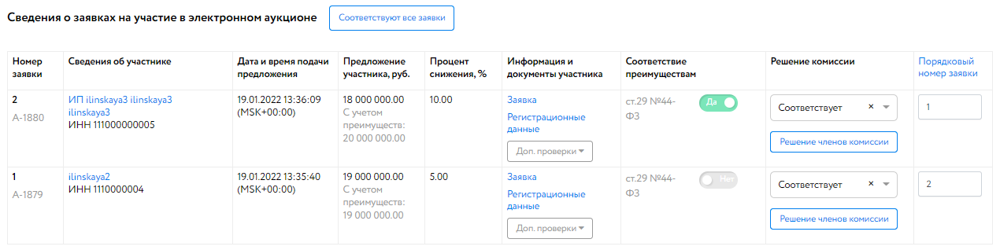 Сведения о заявках на участие в электронном аукционе
Соответствуют все заявки
Номер заявки
Сведения об участнике
Дата и время подачи предложения
Предложение участника, руб.
Процент снижения, %
Информация и документы участника
Соответствие преимуществам
Решение комиссии
Порядковый номер заявки
2
А-1880
ИП ilinskaya3 ilinskaya3
ilinskaya3
ИНН 111000000005
19.01.2022 13:36:09
(MSK+00:00)
18 000 000.00
С учетом
преимуществ:
20 000 000.00
10.00
Заявка
Регистрационные
данные
Доп. проверки
ст.29 №44-
ФЗ
Да
Соответствует ×
Решение членов комиссии
1
1
А-1879
ilinskaya2
ИНН 1110000004
19.01.2022 13:35:40
(MSK+00:00)
19 000 000.00
С учетом
преимуществ:
19 000 000.00
5.00
Заявка
Регистрационные
данные
Доп. проверки
ст.29 №44-
ФЗ
Нет
Соответствует ×
Решение членов комиссии
2